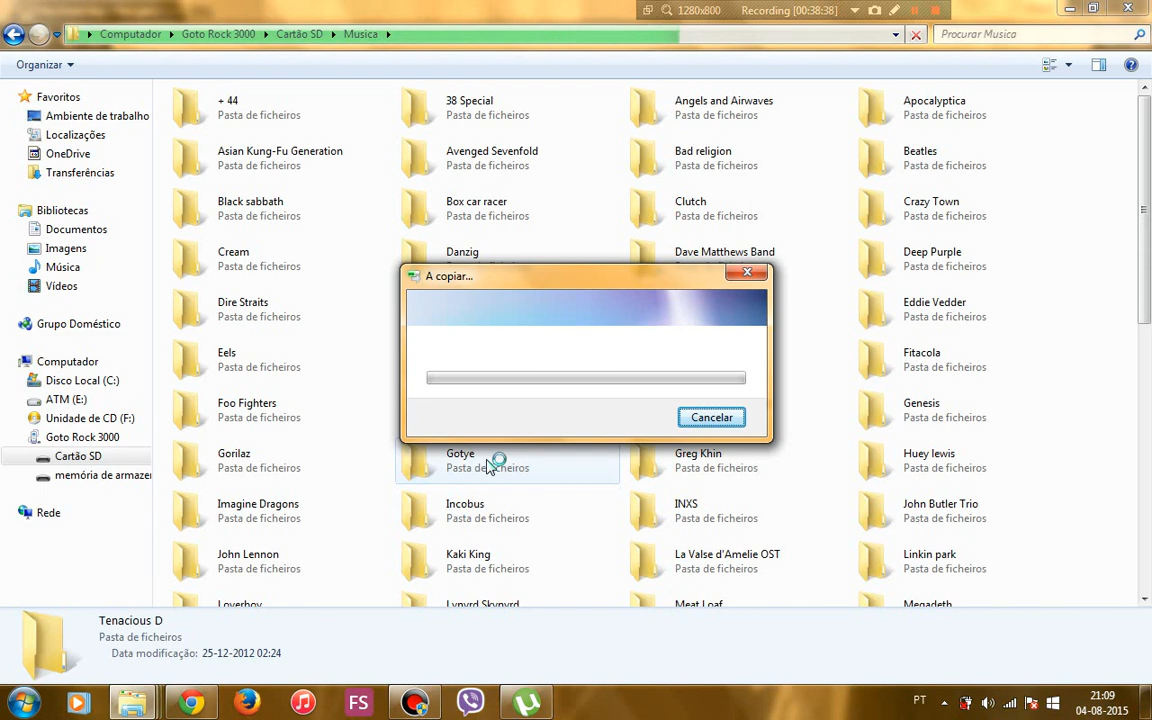 1280x800
Recording [00:38:38]
Computador
Goto Rock 3000
Cartão SD
Musica
Procurar Musica
Organizar
Favoritos
Ambiente de trabalho
Localizações
OneDrive
Transferências
Bibliotecas
Documentos
Imagens
Música
Vídeos
Grupo Doméstico
Computador
Disco Local (C:)
ATM (E:)
Unidade de CD (F:)
Goto Rock 3000
Cartão SD
memória de armazer
Rede
+ 44
Pasta de ficheiros
38 Special
Pasta de ficheiros
Angels and Airwaves
Pasta de ficheiros
Apocalyptica
Pasta de ficheiros
Asian Kung-Fu Generation
Pasta de ficheiros
Avenged Sevenfold
Pasta de ficheiros
Bad religion
Pasta de ficheiros
Beatles
Pasta de ficheiros
Black sabbath
Pasta de ficheiros
Box car racer
Pasta de ficheiros
Clutch
Pasta de ficheiros
Crazy Town
Pasta de ficheiros
Cream
Pasta de ficheiros
Danzig
Dave Matthews Band
Deep Purple
Pasta de ficheiros
Dire Straits
Pasta de ficheiros
Eddie Vedder
Pasta de ficheiros
Eels
Pasta de ficheiros
Fitacola
Pasta de ficheiros
Foo Fighters
Pasta de ficheiros
Genesis
Pasta de ficheiros
A copiar...
Cancelar
Gorilaz
Pasta de ficheiros
Gotye
Pasta de ficheiros
Greg Khin
Pasta de ficheiros
Huey lewis
Pasta de ficheiros
Imagine Dragons
Pasta de ficheiros
Incobus
Pasta de ficheiros
INXS
Pasta de ficheiros
John Butler Trio
Pasta de ficheiros
John Lennon
Pasta de ficheiros
Kaki King
Pasta de ficheiros
La Valse d'Amelie OST
Pasta de ficheiros
Linkin park
Pasta de ficheiros
Loverboy
Lynyrd Skynyrd
Meat Loaf
Megadeth
Tenacious D
Pasta de ficheiros
Data modificação: 25-12-2012 02:24
FS
PT
21:09
04-08-2015